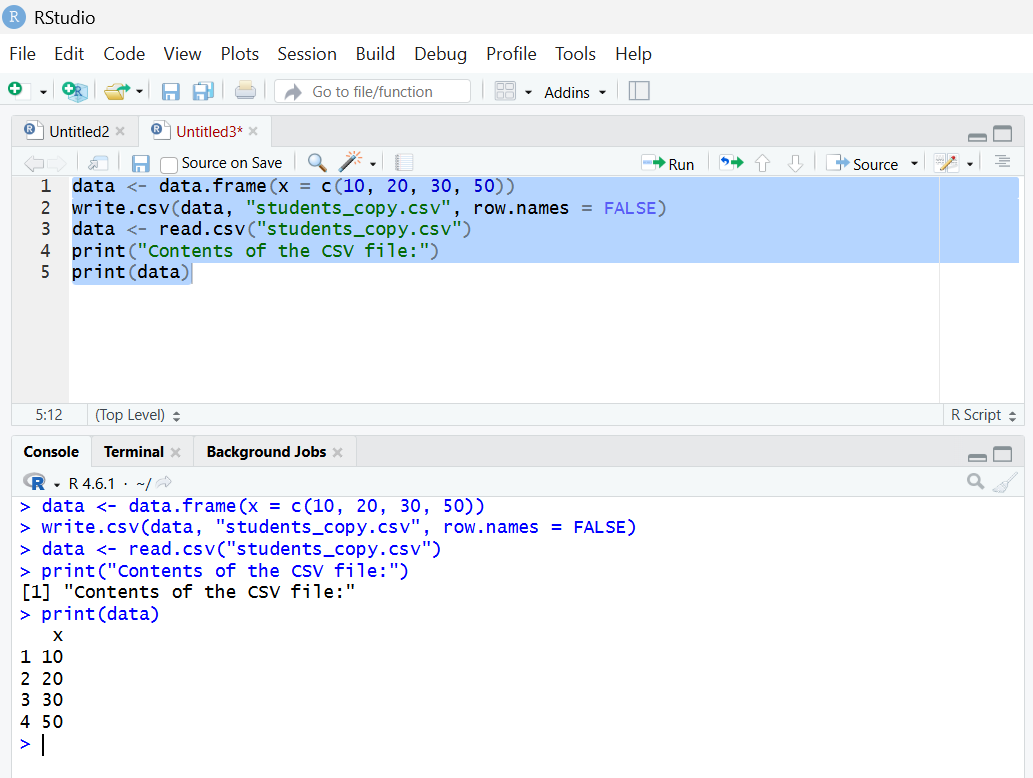 RStudio
File Edit Code View Plots Session Build Debug Profile Tools Help
Go to file/function Addins
Untitled2 Untitled3*
Source on Save Run Source
1 data <- data.frame(x = c(10, 20, 30, 50))
2 write.csv(data, "students_copy.csv", row.names = FALSE)
3 data <- read.csv("students_copy.csv")
4 print("Contents of the CSV file:")
5 print(data)
5:12 (Top Level) R Script
Console Terminal Background Jobs
R R 4.6.1 · ~/
> data <- data.frame(x = c(10, 20, 30, 50))
> write.csv(data, "students_copy.csv", row.names = FALSE)
> data <- read.csv("students_copy.csv")
> print("Contents of the CSV file:")
[1] "Contents of the CSV file:"
> print(data)
   x
1 10
2 20
3 30
4 50
>